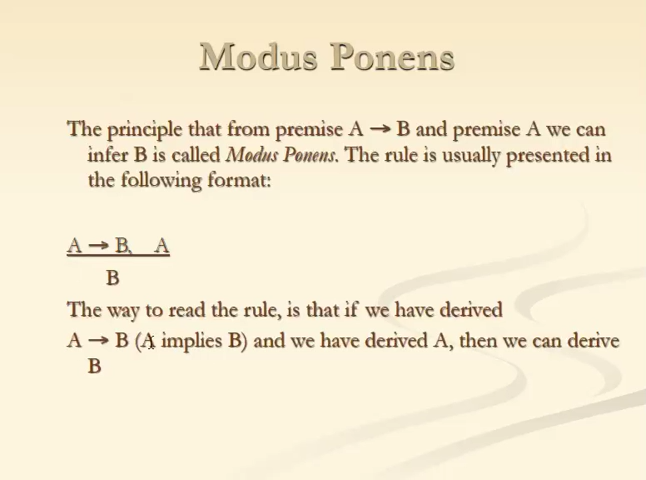 Modus Ponens
The principle that from premise A → B and premise A we can
infer B is called Modus Ponens. The rule is usually presented in
the following format:
A → B, A
B
The way to read the rule, is that if we have derived
A → B (A implies B) and we have derived A, then we can derive
B